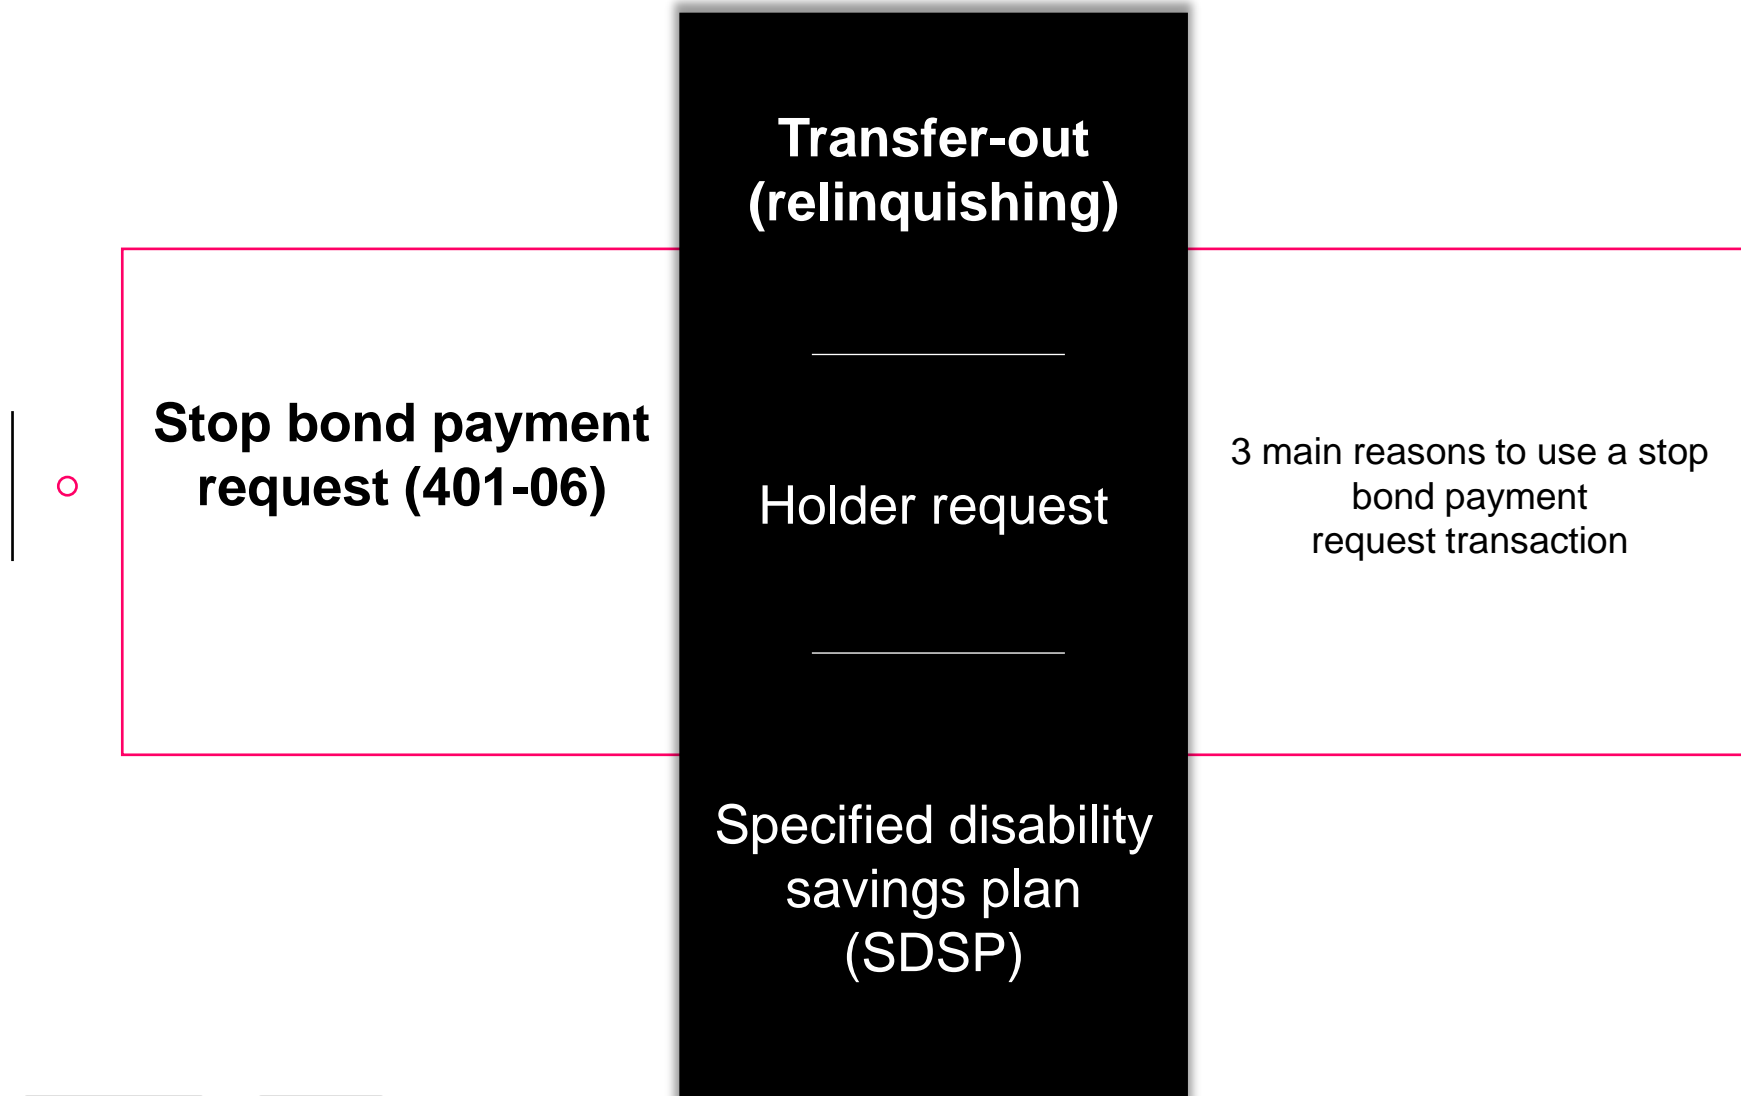 Stop bond payment
request (401-06)
Transfer-out
(relinquishing)
Holder request
Specified disability
savings plan
(SDSP)
3 main reasons to use a stop
bond payment
request transaction